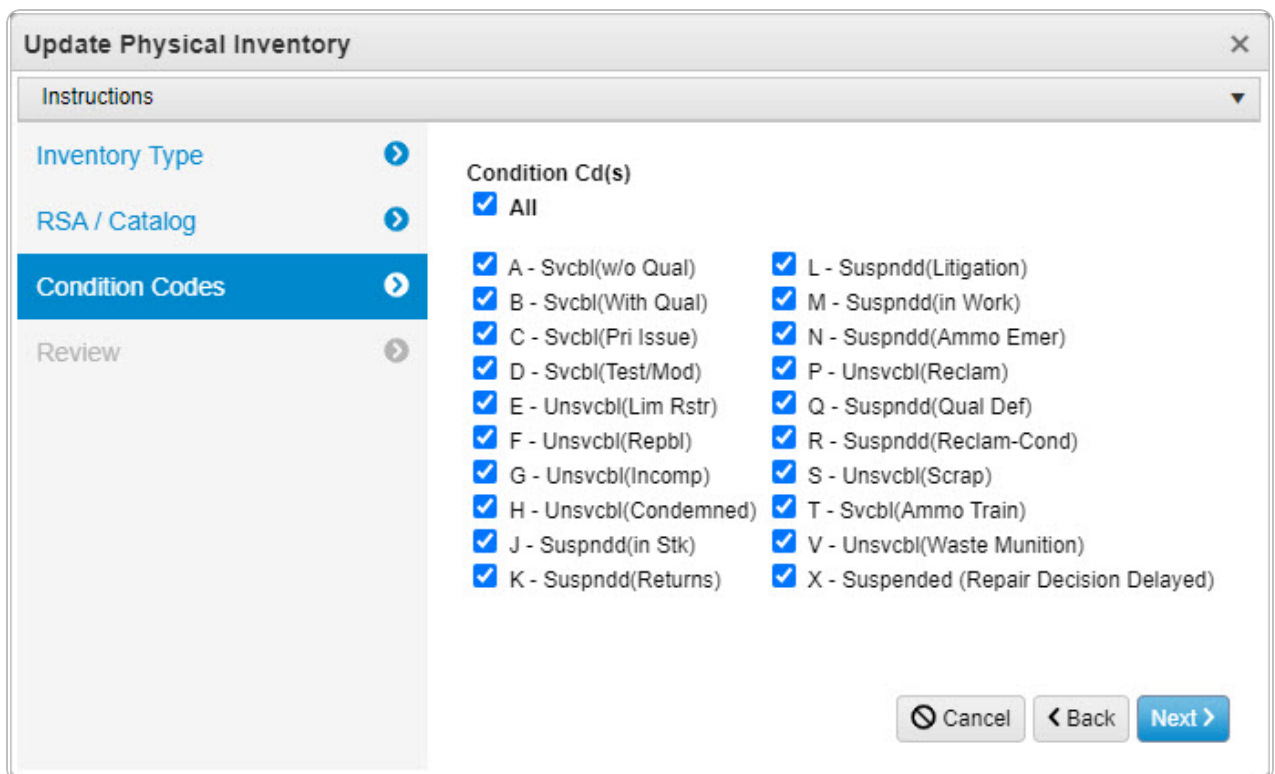 Update Physical Inventory
Instructions
Inventory Type
RSA / Catalog
Condition Codes
Review
Condition Cd(s)
All
A - Svcbl(w/o Qual)
B - Svcbl(With Qual)
C - Svcbl(Pri Issue)
D - Svcbl(Test/Mod)
E - Unsvcbl(Lim Rstr)
F - Unsvcbl(Repbl)
G - Unsvcbl(Incomp)
H - Unsvcbl(Condemned)
J - Suspndd(in Stk)
K - Suspndd(Returns)
L - Suspndd(Litigation)
M - Suspndd(in Work)
N - Suspndd(Ammo Emer)
P - Unsvcbl(Reclam)
Q - Suspndd(Qual Def)
R - Suspndd(Reclam-Cond)
S - Unsvcbl(Scrap)
T - Svcbl(Ammo Train)
V - Unsvcbl(Waste Munition)
X - Suspended (Repair Decision Delayed)
Cancel Back Next